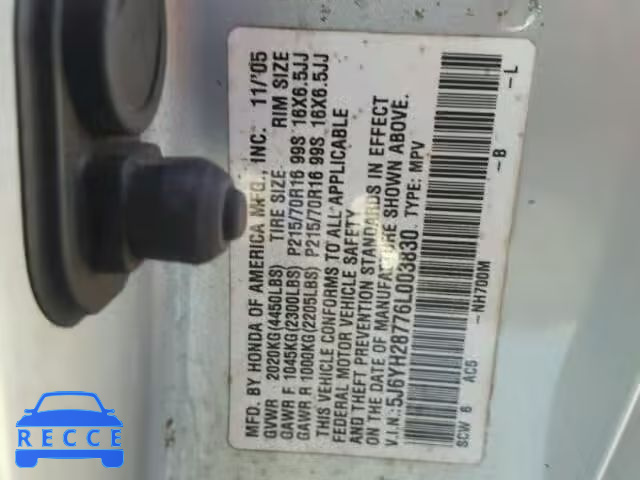 MFD. BY HONDA OF AMERICA MFG., INC. 11/'05
GVWR 2020KG(4450LBS) TIRE SIZE RIM SIZE
GAWR F 1045KG(2300LBS) P215/70R16 99S 16X6.5JJ
GAWR R 1000KG(2205LBS) P215/70R16 99S 16X6.5JJ
THIS VEHICLE CONFORMS TO ALL APPLICABLE
FEDERAL MOTOR VEHICLE SAFETY
AND THEFT PREVENTION STANDARDS IN EFFECT
ON THE DATE OF MANUFACTURE SHOWN ABOVE.
V.I.N.:5J6YH28776L003830 TYPE: MPV
SCW 6 AC5 -NH700M -B -L
RECCE